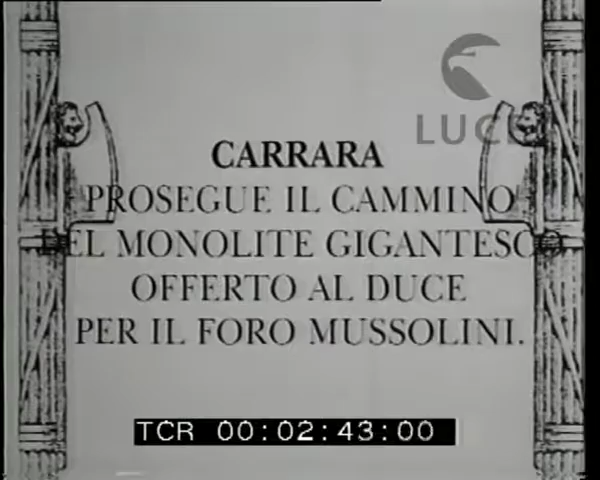 LUCE
CARRARA
PROSEGUE IL CAMMINO
DEL MONOLITE GIGANTESCO
OFFERTO AL DUCE
PER IL FORO MUSSOLINI.
TCR 00:02:43:00